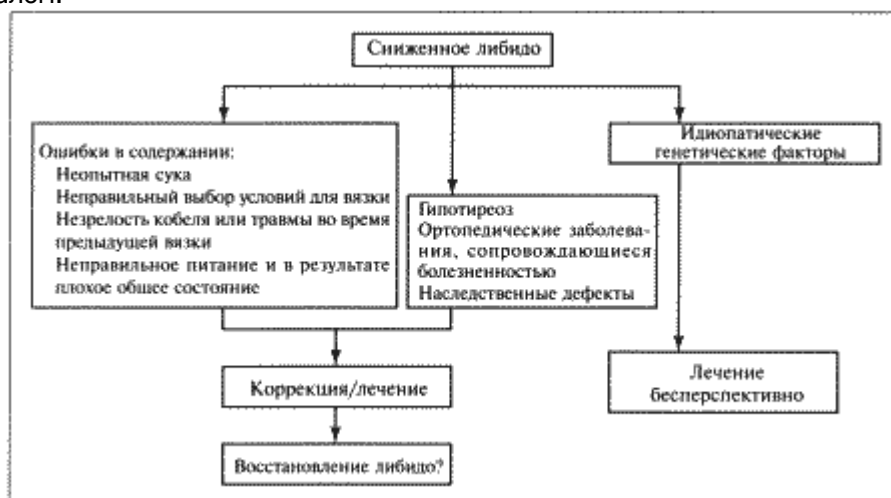 Сниженное либидо
Ошибки в содержании:
Неопытная сука
Неправильный выбор условий для вязки
Незрелость кобеля или травмы во время
предыдущей вязки
Неправильное питание и в результате
плохое общее состояние
Гипотиреоз
Ортопедические заболева-
ния, сопровождающиеся
болезненностью
Наследственные дефекты
Идиопатические
генетические факторы
Коррекция/лечение
Лечение
бесперспективно
Восстановление либидо?